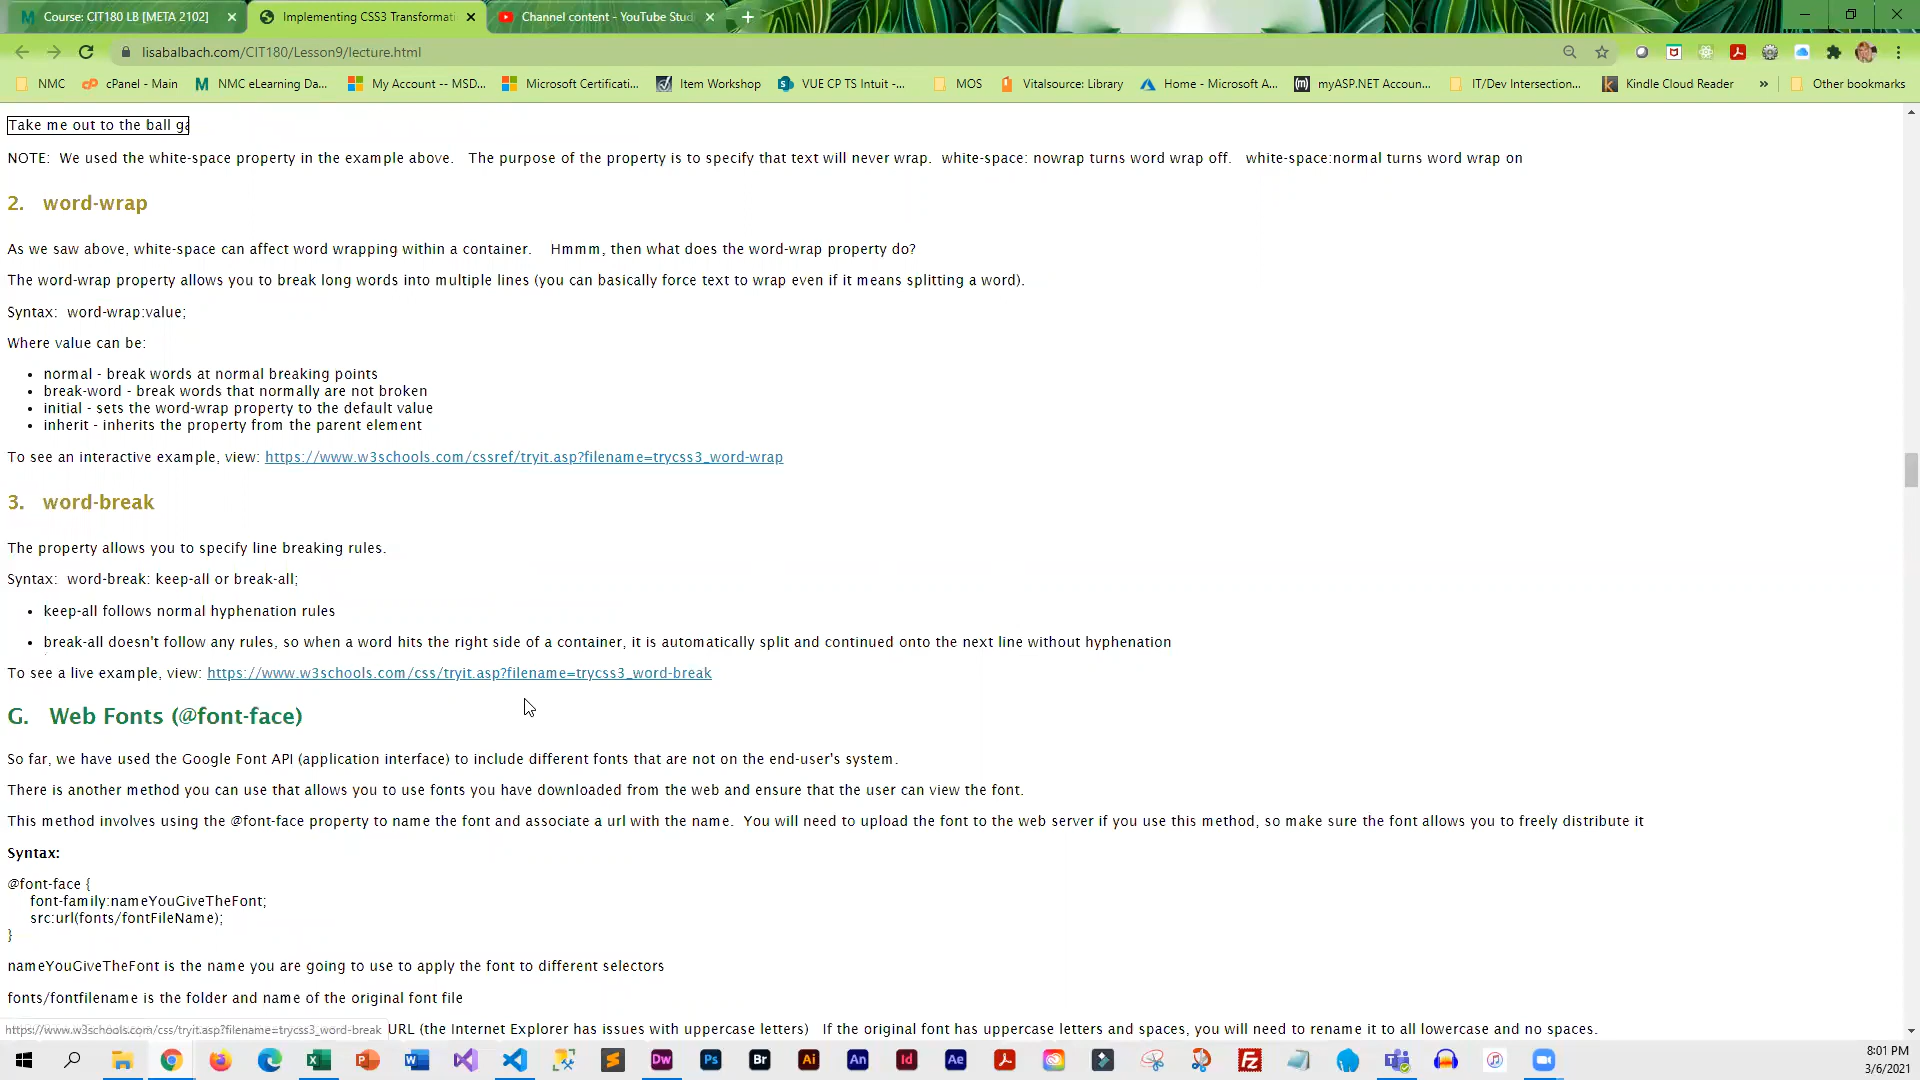 Course: CIT180 LB [META 2102]
Implementing CSS3 Transformati
Channel content - YouTube Stud
lisabalbach.com/CIT180/Lesson9/lecture.html
NMC
cPanel - Main
NMC eLearning Da...
My Account -- MSD...
Microsoft Certificati...
Item Workshop
VUE CP TS Intuit -...
MOS
Vitalsource: Library
Home - Microsoft A...
myASP.NET Accoun...
IT/Dev Intersection...
Kindle Cloud Reader
»
Other bookmarks
Take me out to the ball ga
NOTE: We used the white-space property in the example above. The purpose of the property is to specify that text will never wrap. white-space: nowrap turns word wrap off. white-space:normal turns word wrap on
2. word-wrap
As we saw above, white-space can affect word wrapping within a container. Hmmm, then what does the word-wrap property do?
The word-wrap property allows you to break long words into multiple lines (you can basically force text to wrap even if it means splitting a word).
Syntax: word-wrap:value;
Where value can be:
• normal - break words at normal breaking points
• break-word - break words that normally are not broken
• initial - sets the word-wrap property to the default value
• inherit - inherits the property from the parent element
To see an interactive example, view: https://www.w3schools.com/cssref/tryit.asp?filename=trycss3_word-wrap
3. word-break
The property allows you to specify line breaking rules.
Syntax: word-break: keep-all or break-all;
• keep-all follows normal hyphenation rules
• break-all doesn't follow any rules, so when a word hits the right side of a container, it is automatically split and continued onto the next line without hyphenation
To see a live example, view: https://www.w3schools.com/css/tryit.asp?filename=trycss3_word-break
G. Web Fonts (@font-face)
So far, we have used the Google Font API (application interface) to include different fonts that are not on the end-user's system.
There is another method you can use that allows you to use fonts you have downloaded from the web and ensure that the user can view the font.
This method involves using the @font-face property to name the font and associate a url with the name. You will need to upload the font to the web server if you use this method, so make sure the font allows you to freely distribute it
Syntax:
@font-face {
font-family:nameYouGiveTheFont;
src:url(fonts/fontFileName);
}
nameYouGiveTheFont is the name you are going to use to apply the font to different selectors
fonts/fontfilename is the folder and name of the original font file
https://www.w3schools.com/css/tryit.asp?filename=trycss3_word-break URL (the Internet Explorer has issues with uppercase letters) If the original font has uppercase letters and spaces, you will need to rename it to all lowercase and no spaces.
8:01 PM
3/6/2021